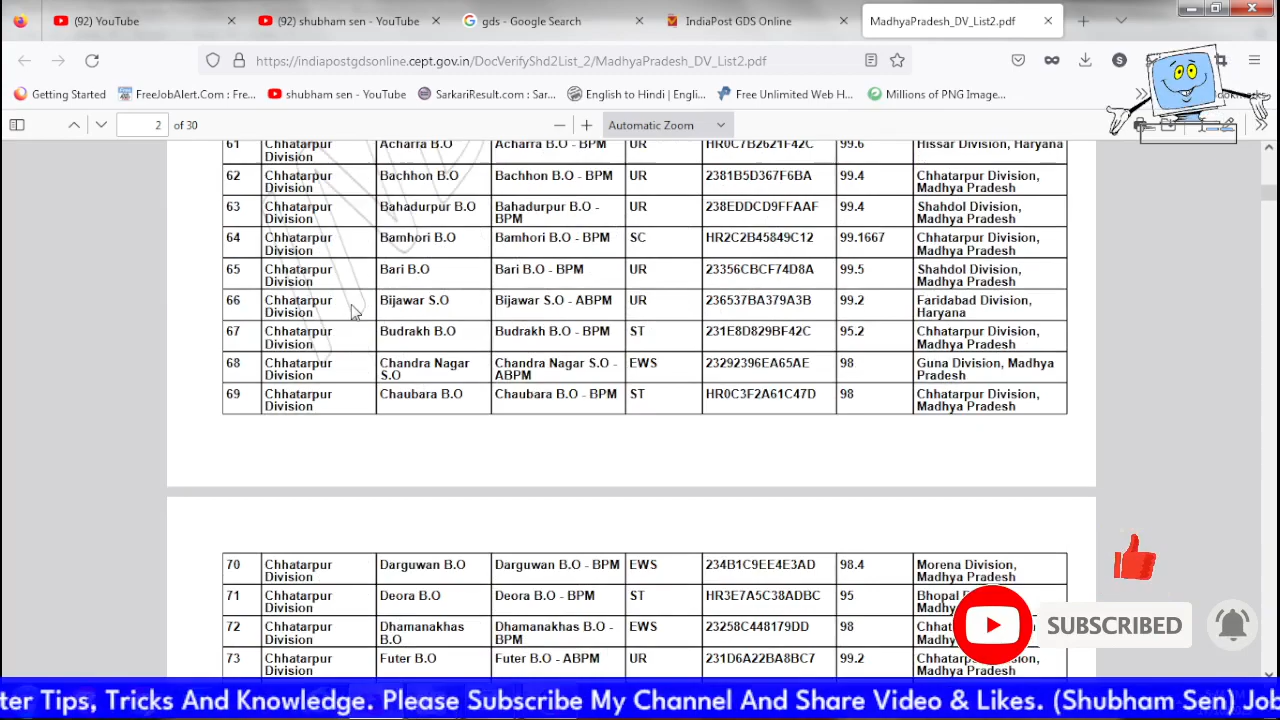 (92) YouTube
(92) shubham sen - YouTube
gds - Google Search
IndiaPost GDS Online
MadhyaPradesh_DV_List2.pdf
https://indiapostgdsonline.cept.gov.in/DocVerifyShd2List_2/MadhyaPradesh_DV_List2.pdf
Getting Started
FreeJobAlert.Com : Fre...
shubham sen - YouTube
SarkariResult.com : Sar...
English to Hindi | Engli...
Free Unlimited Web H...
Millions of PNG Image...
2 of 30
Automatic Zoom
61 Chhatarpur Division Acharra B.O Acharra B.O - BPM UR HR0C7B2621F42C 99.6 Hissar Division, Haryana
62 Chhatarpur Division Bachhon B.O Bachhon B.O - BPM UR 2381B5D367F6BA 99.4 Chhatarpur Division, Madhya Pradesh
63 Chhatarpur Division Bahadurpur B.O Bahadurpur B.O - BPM UR 238EDDCD9FFAAF 99.4 Shahdol Division, Madhya Pradesh
64 Chhatarpur Division Bamhori B.O Bamhori B.O - BPM SC HR2C2B45849C12 99.1667 Chhatarpur Division, Madhya Pradesh
65 Chhatarpur Division Bari B.O Bari B.O - BPM UR 23356CBCF74D8A 99.5 Shahdol Division, Madhya Pradesh
66 Chhatarpur Division Bijawar S.O Bijawar S.O - ABPM UR 236537BA379A3B 99.2 Faridabad Division, Haryana
67 Chhatarpur Division Budrakh B.O Budrakh B.O - BPM ST 231E8D829BF42C 95.2 Chhatarpur Division, Madhya Pradesh
68 Chhatarpur Division Chandra Nagar S.O Chandra Nagar S.O - ABPM EWS 23292396EA65AE 98 Guna Division, Madhya Pradesh
69 Chhatarpur Division Chaubara B.O Chaubara B.O - BPM ST HR0C3F2A61C47D 98 Chhatarpur Division, Madhya Pradesh
70 Chhatarpur Division Darguwan B.O Darguwan B.O - BPM EWS 234B1C9EE4E3AD 98.4 Morena Division, Madhya Pradesh
71 Chhatarpur Division Deora B.O Deora B.O - BPM ST HR3E7A5C38ADBC 95 Bhopal
72 Chhatarpur Division Dhamanakhas B.O Dhamanakhas B.O - BPM EWS 23258C448179DD 98
73 Chhatarpur Division Futer B.O Futer B.O - ABPM UR 231D6A22BA8BC7 99.2 Madhya Pradesh
SUBSCRIBED
ter Tips, Tricks And Knowledge. Please Subscribe My Channel And Share Video & Likes. (Shubham Sen) Job